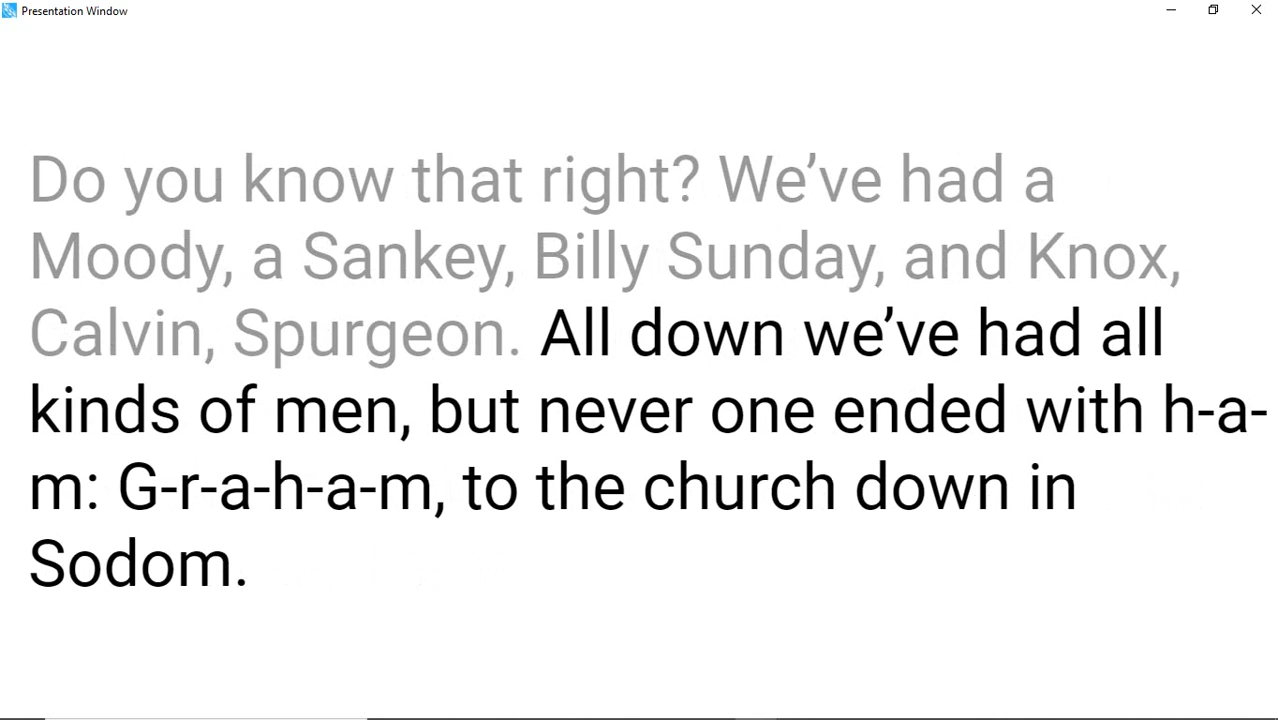 Presentation Window
Do you know that right? We’ve had a
Moody, a Sankey, Billy Sunday, and Knox,
Calvin, Spurgeon. All down we’ve had all
kinds of men, but never one ended with h-a-
m: G-r-a-h-a-m, to the church down in
Sodom.